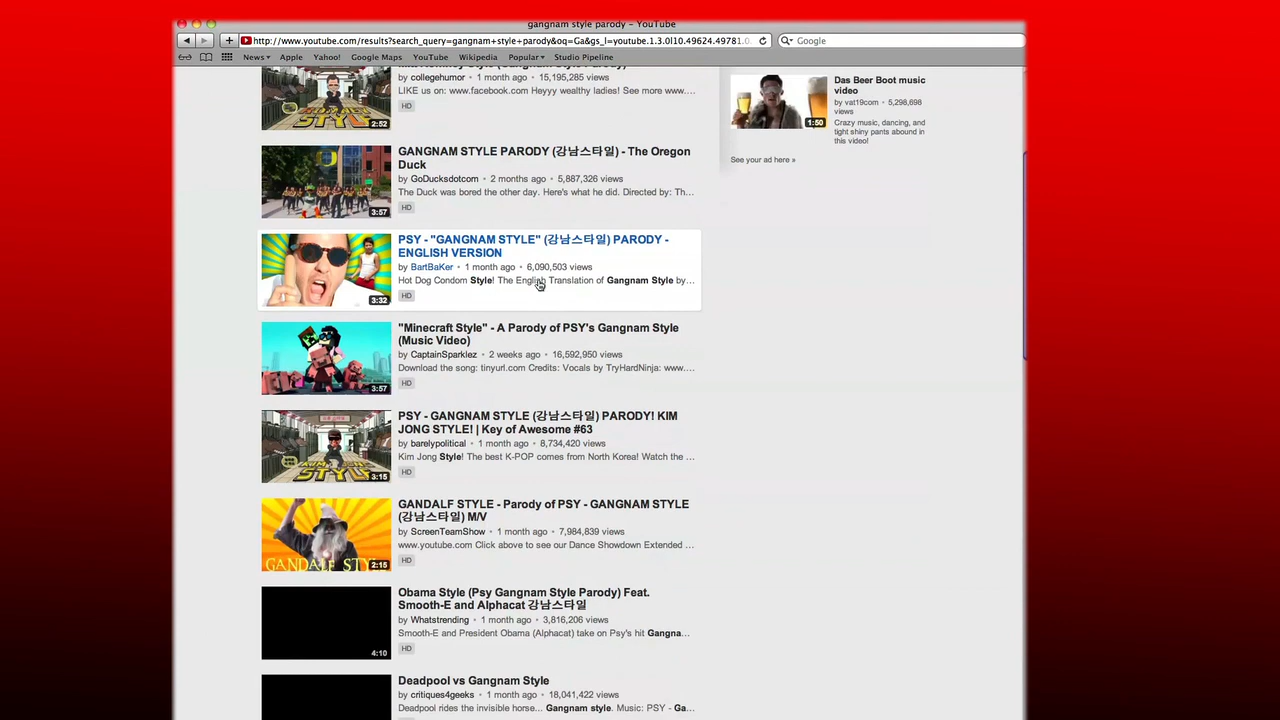 gangnam style parody – YouTube
http://www.youtube.com/results?search_query=gangnam+style+parody&oq=Ga&gs_l=youtube.1.3.0l10.49624.49781.0.
Google
News Apple Yahoo! Google Maps YouTube Wikipedia Popular Studio Pipeline
by collegehumor • 1 month ago • 15,195,285 views
LIKE us on: www.facebook.com Heyyy wealthy ladies! See more www....
HD
2:52
GANGNAM STYLE PARODY (강남스타일) - The Oregon
Duck
by GoDucksdotcom • 2 months ago • 5,887,326 views
The Duck was bored the other day. Here's what he did. Directed by: Th...
HD
3:57
PSY - "GANGNAM STYLE" (강남스타일) PARODY -
ENGLISH VERSION
by BartBaKer • 1 month ago • 6,090,503 views
Hot Dog Condom Style! The English Translation of Gangnam Style by...
HD
3:32
"Minecraft Style" - A Parody of PSY's Gangnam Style
(Music Video)
by CaptainSparklez • 2 weeks ago • 16,592,950 views
Download the song: tinyurl.com Credits: Vocals by TryHardNinja: www....
HD
3:57
PSY - GANGNAM STYLE (강남스타일) PARODY! KIM
JONG STYLE! | Key of Awesome #63
by barelypolitical • 1 month ago • 8,734,420 views
Kim Jong Style! The best K-POP comes from North Korea! Watch the ...
HD
3:15
GANDALF STYLE - Parody of PSY - GANGNAM STYLE
(강남스타일) M/V
by ScreenTeamShow • 1 month ago • 7,984,839 views
www.youtube.com Click above to see our Dance Showdown Extended ...
HD
GANDALF STYLE
2:15
Obama Style (Psy Gangnam Style Parody) Feat.
Smooth-E and Alphacat 강남스타일
by Whatstrending • 1 month ago • 3,816,206 views
Smooth-E and President Obama (Alphacat) take on Psy's hit Gangna...
HD
4:10
Deadpool vs Gangnam Style
by critiques4geeks • 1 month ago • 18,041,422 views
Deadpool rides the invisible horse... Gangnam style. Music: PSY - Ga...
Das Beer Boot music
video
by vat19com • 5,298,698
views
Crazy music, dancing, and
tight shiny pants abound in
this video!
1:50
See your ad here »